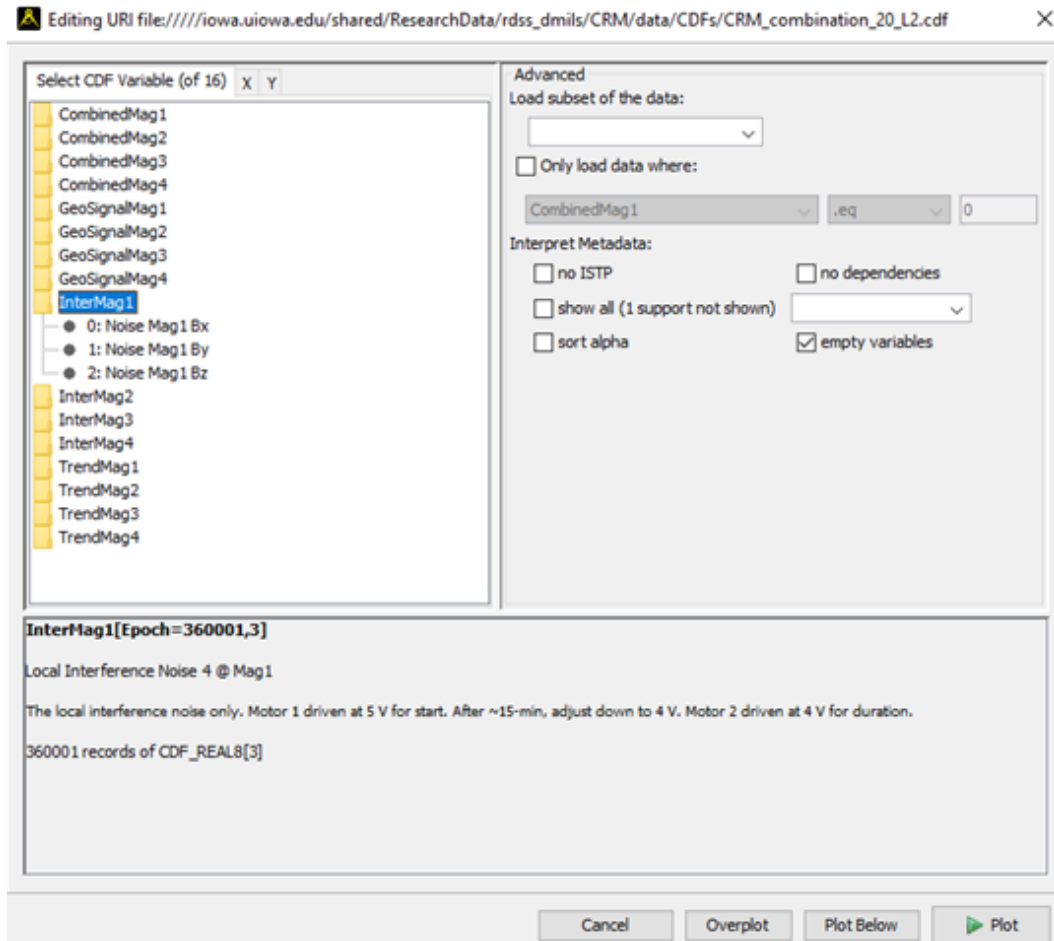 Editing URI file://///iowa.uiowa.edu/shared/ResearchData/rdss_dmils/CRM/data/CDFs/CRM_combination_20_L2.cdf
Select CDF Variable (of 16) X Y
CombinedMag1
CombinedMag2
CombinedMag3
CombinedMag4
GeoSignalMag1
GeoSignalMag2
GeoSignalMag3
GeoSignalMag4
InterMag1
0: Noise Mag1 Bx
1: Noise Mag1 By
2: Noise Mag1 Bz
InterMag2
InterMag3
InterMag4
TrendMag1
TrendMag2
TrendMag3
TrendMag4
Advanced
Load subset of the data:
Only load data where:
CombinedMag1 .eq 0
Interpret Metadata:
no ISTP no dependencies
show all (1 support not shown)
sort alpha empty variables
InterMag1[Epoch=360001,3]
Local Interference Noise 4 @ Mag1
The local interference noise only. Motor 1 driven at 5 V for start. After ~15-min, adjust down to 4 V. Motor 2 driven at 4 V for duration.
360001 records of CDF_REAL8[3]
Cancel Overplot Plot Below Plot